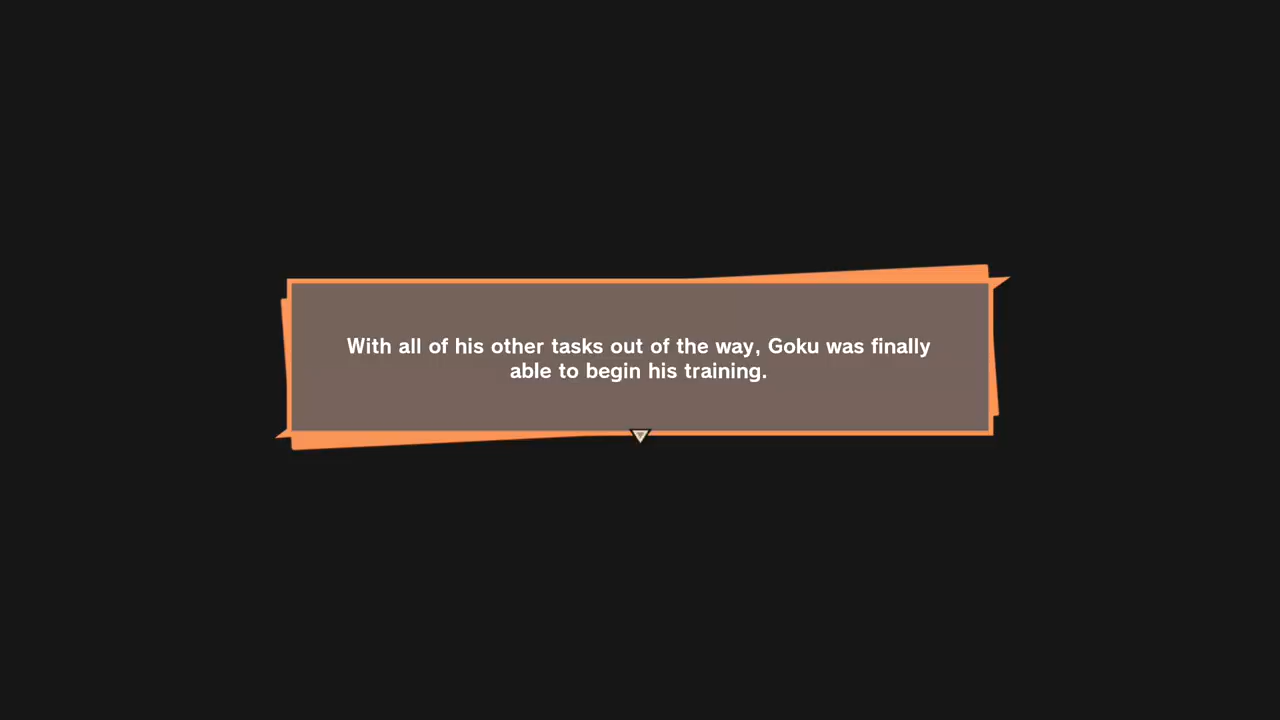 With all of his other tasks out of the way, Goku was finally
able to begin his training.